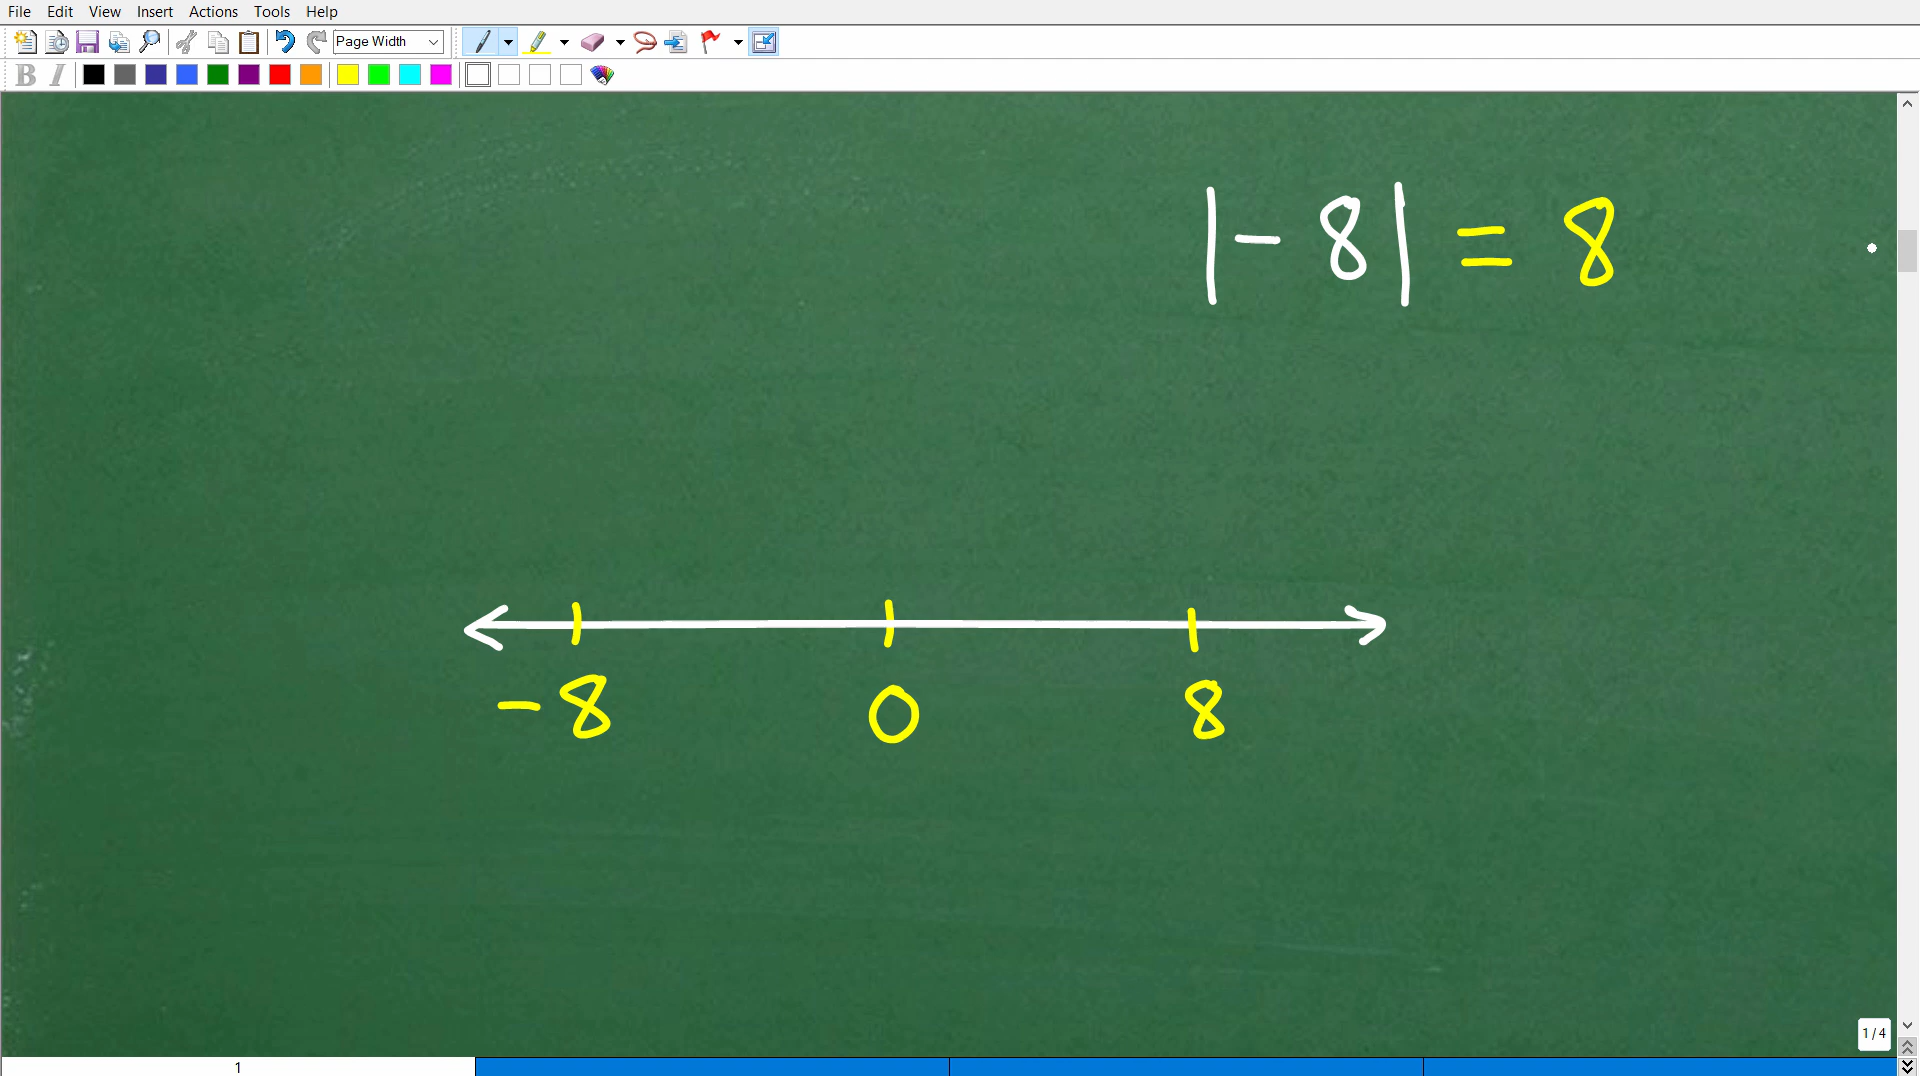 File Edit View Insert Actions Tools Help
Page Width
B I
|-8| = 8
-8 0 8
1/4
1